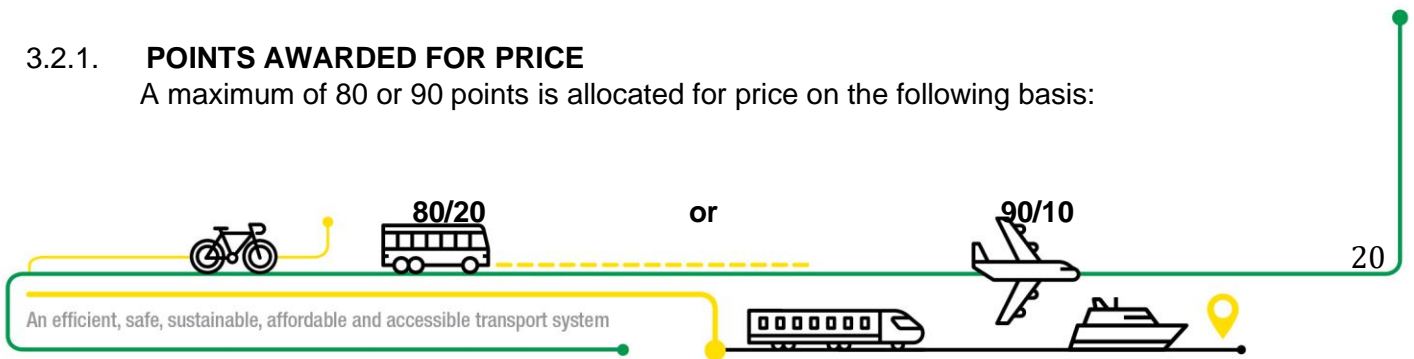 3.2.1. POINTS AWARDED FOR PRICE
A maximum of 80 or 90 points is allocated for price on the following basis:
80/20 or 90/10
20
An efficient, safe, sustainable, affordable and accessible transport system